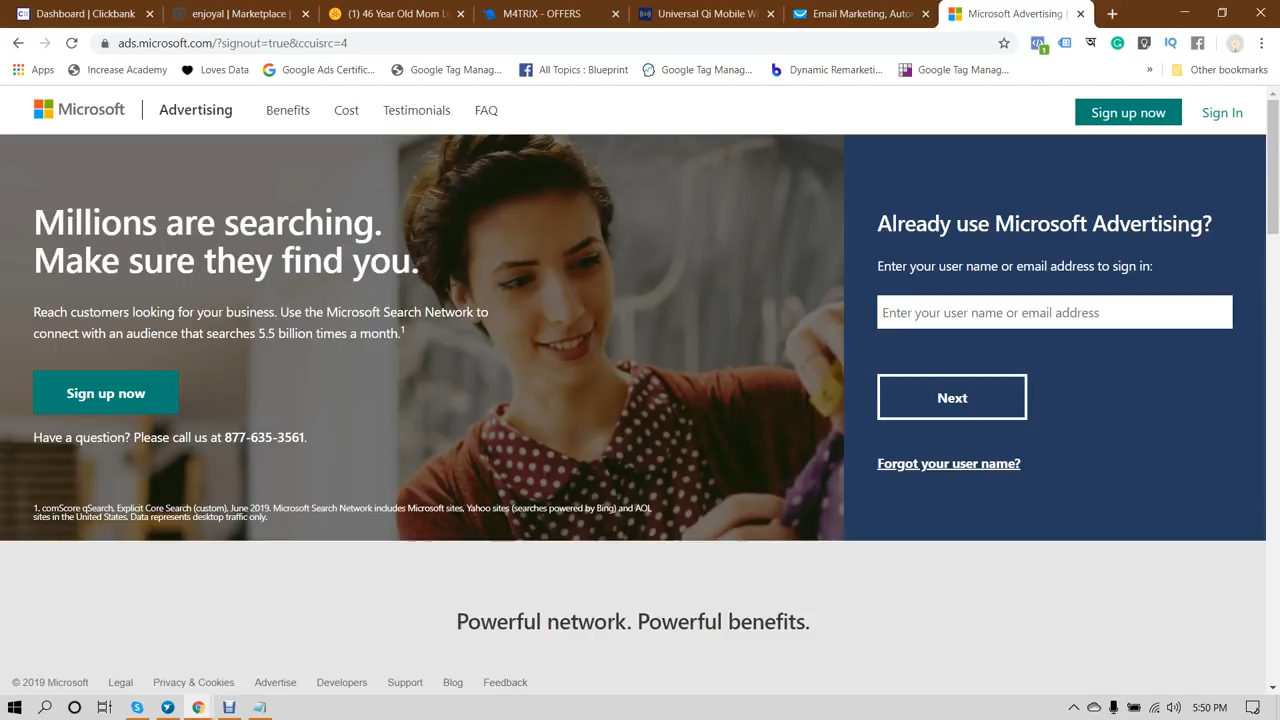 Dashboard | Clickbank
enjoyal | Marketplace
(1) 46 Year Old Mom L
M4TRIX - OFFERS
Universal Qi Mobile W
Email Marketing, Auto
Microsoft Advertising |
ads.microsoft.com/?signout=true&ccuisrc=4
Apps
Increase Academy
Loves Data
Google Ads Certific...
Google Tag Manag...
All Topics : Blueprint
Google Tag Manag...
Dynamic Remarketi...
Google Tag Manag...
»
Other bookmarks
Microsoft
Advertising
Benefits
Cost
Testimonials
FAQ
Sign up now
Sign In
Millions are searching.
Make sure they find you.
Reach customers looking for your business. Use the Microsoft Search Network to
connect with an audience that searches 5.5 billion times a month.1
Sign up now
Have a question? Please call us at 877-635-3561.
1. comScore qSearch, Explicit Core Search (custom), June 2019. Microsoft Search Network includes Microsoft sites, Yahoo sites (searches powered by Bing) and AOL
sites in the United States. Data represents desktop traffic only.
Already use Microsoft Advertising?
Enter your user name or email address to sign in:
Enter your user name or email address
Next
Forgot your user name?
Powerful network. Powerful benefits.
© 2019 Microsoft
Legal
Privacy & Cookies
Advertise
Developers
Support
Blog
Feedback
5:50 PM